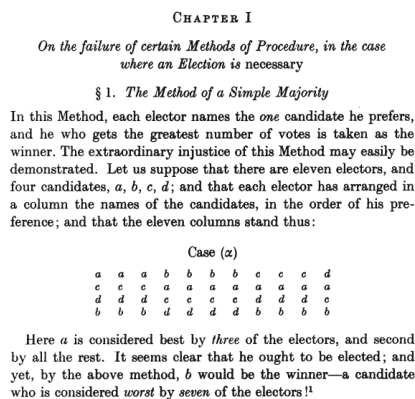 CHAPTER I
On the failure of certain Methods of Procedure, in the case
where an Election is necessary
§ 1. The Method of a Simple Majority
In this Method, each elector names the one candidate he prefers,
and he who gets the greatest number of votes is taken as the
winner. The extraordinary injustice of this Method may easily be
demonstrated. Let us suppose that there are eleven electors, and
four candidates, a, b, c, d; and that each elector has arranged in
a column the names of the candidates, in the order of his pre-
ference; and that the eleven columns stand thus:
Case (α)
a a a b b b b c c c d
c c c a a a a a a a a
d d d c c c c d d d c
b b b d d d d b b b b
Here a is considered best by three of the electors, and second
by all the rest. It seems clear that he ought to be elected; and
yet, by the above method, b would be the winner—a candidate
who is considered worst by seven of the electors!¹